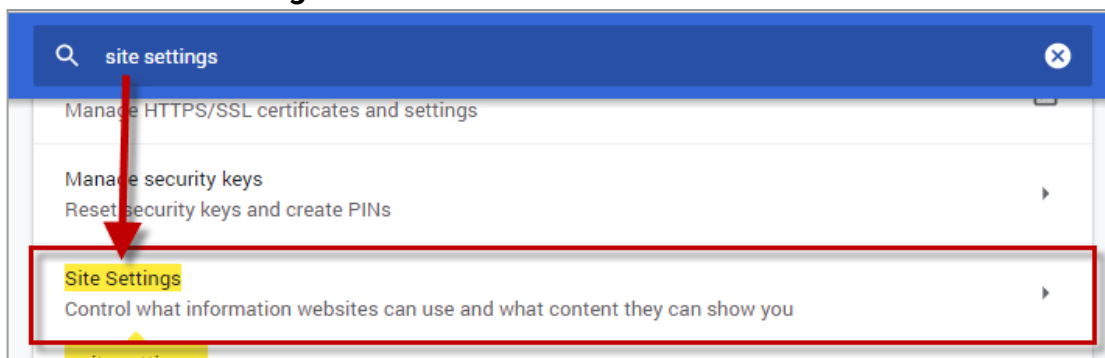 site settings
Manage HTTPS/SSL certificates and settings
Manage security keys
Reset security keys and create PINs
Site Settings
Control what information websites can use and what content they can show you